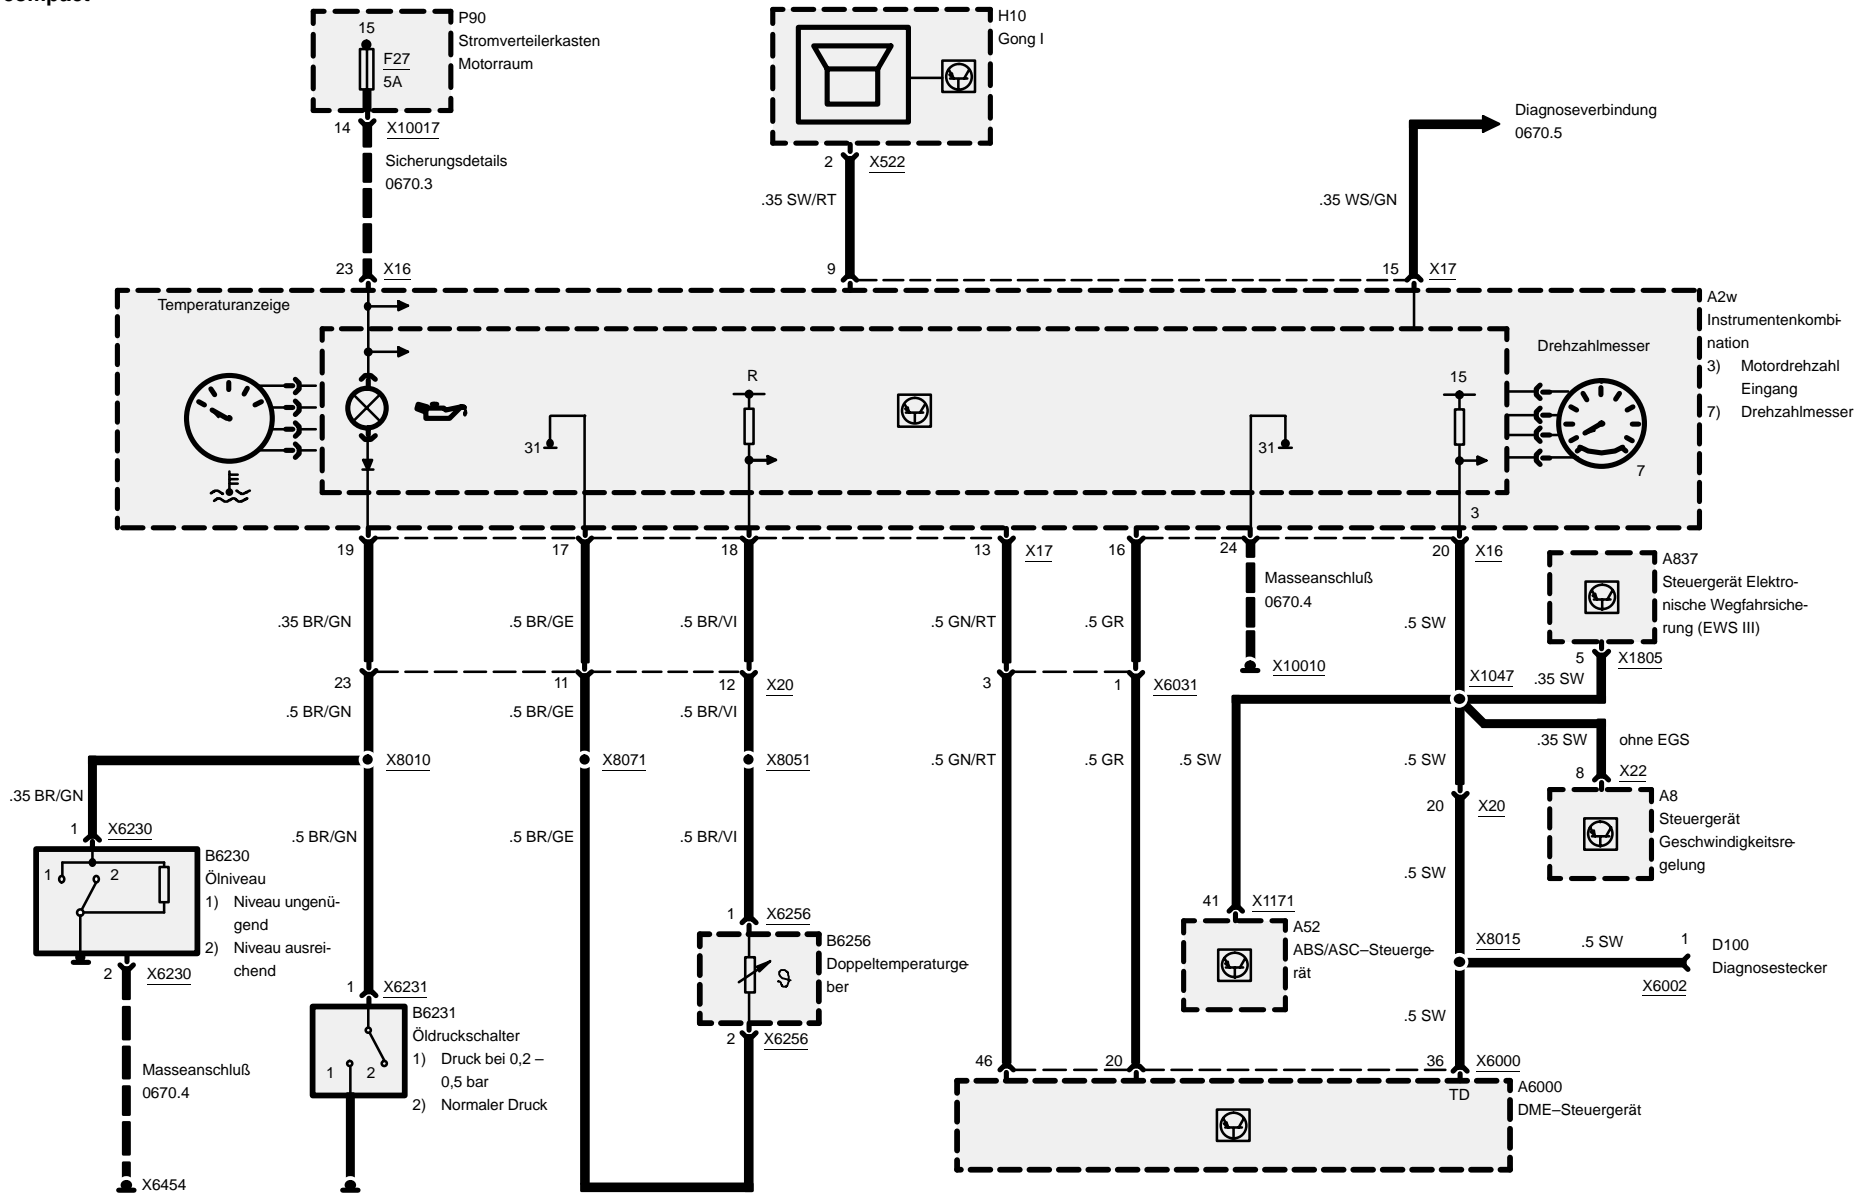 compact
P90
Stromverteilerkasten
Motorraum
15
F27
5A
14
X10017
Sicherungsdetails
0670.3
23
X16
H10
Gong I
2
X522
.35 SW/RT
9
Diagnoseverbindung
0670.5
.35 WS/GN
15
X17
Temperaturanzeige
A2w
Instrumentenkombi-
nation
3) Motordrehzahl
Eingang
7) Drehzahlmesser
Drehzahlmesser
R
15
31
31
7
3
19
17
18
13
X17
16
24
20
X16
Masseanschluß
0670.4
A837
Steuergerät Elektro-
nische Wegfahrsiche-
rung (EWS III)
.35 BR/GN
.5 BR/GE
.5 BR/VI
.5 GN/RT
.5 GR
.5 SW
5
X1805
X10010
23
11
12
X20
3
1
X6031
X1047
.35 SW
.5 BR/GN
.5 BR/GE
.5 BR/VI
.35 SW
ohne EGS
X8010
X8071
X8051
.5 GN/RT
.5 GR
.5 SW
.5 SW
8
X22
.35 BR/GN
20
X20
A8
Steuergerät
Geschwindigkeitsre-
gelung
1
X6230
.5 BR/GN
.5 BR/GE
.5 BR/VI
B6230
Ölniveau
1) Niveau ungenü-
gend
2) Niveau ausrei-
chend
1
2
.5 SW
41
X1171
1
X6256
A52
ABS/ASC–Steuerge-
rät
B6256
Doppeltemperaturge-
ber
ϑ
X8015
.5 SW
1
D100
Diagnosestecker
X6002
2
X6230
1
X6231
B6231
Öldruckschalter
1) Druck bei 0,2 –
0,5 bar
2) Normaler Druck
1
2
.5 SW
2
X6256
Masseanschluß
0670.4
46
20
36
X6000
TD
A6000
DME–Steuergerät
X6454